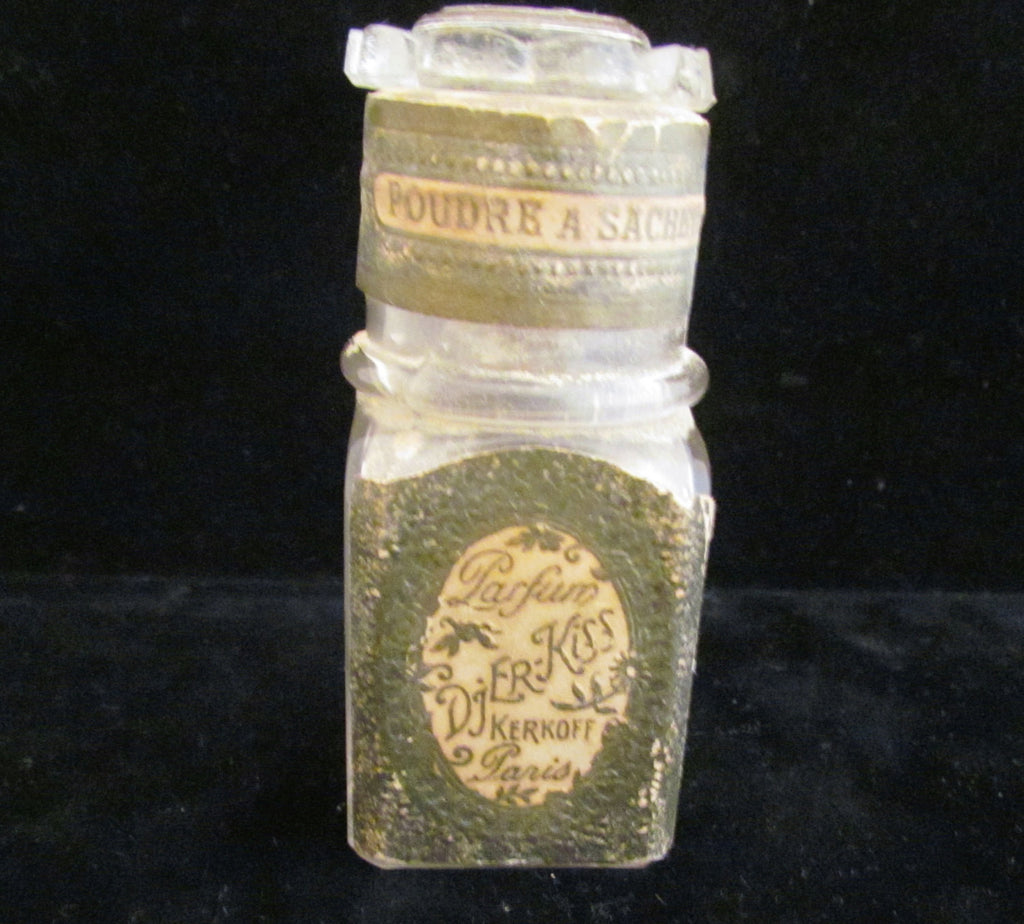 POUDRE A SACHET
Parfum
DJER-KISS
KERKOFF
Paris